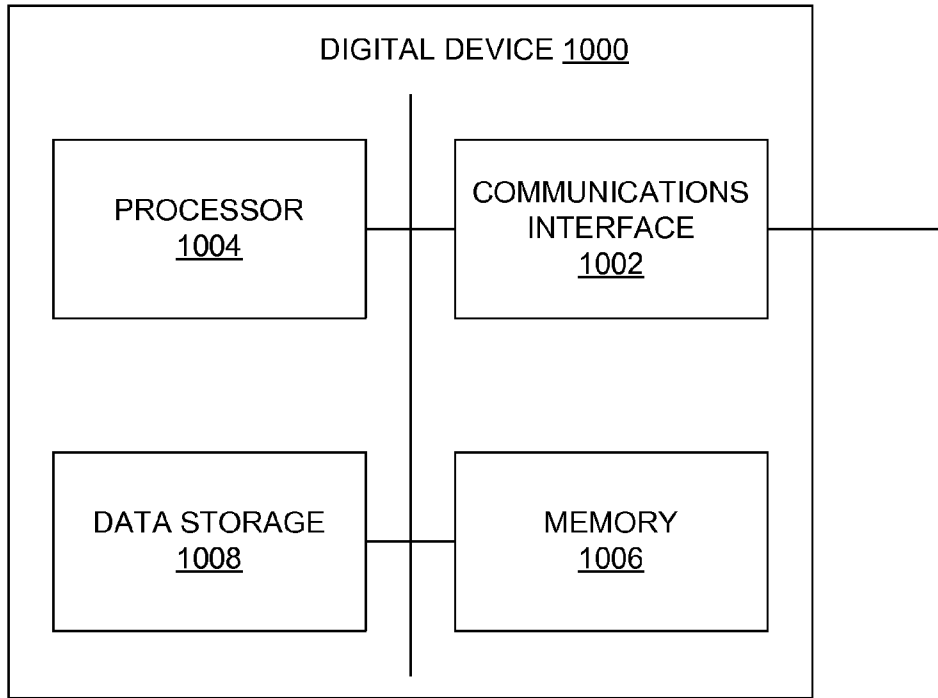 DIGITAL DEVICE 1000
PROCESSOR
1004
COMMUNICATIONS
INTERFACE
1002
DATA STORAGE
1008
MEMORY
1006